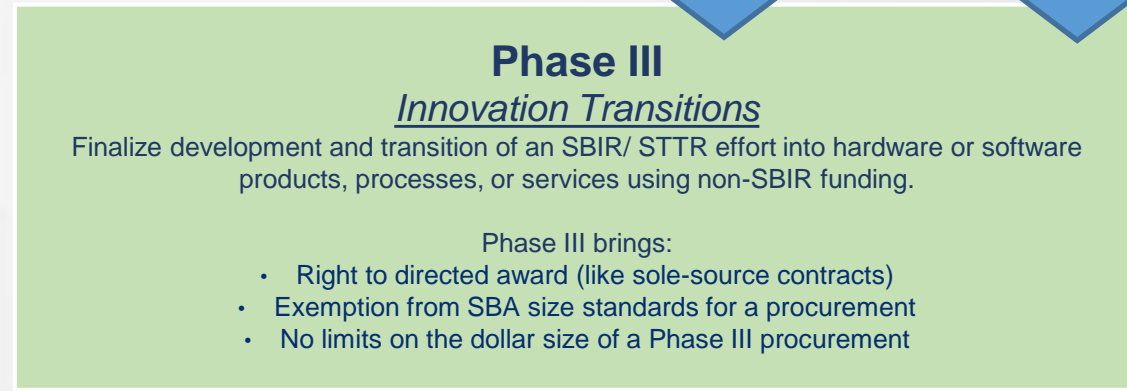 Phase III
Innovation Transitions
Finalize development and transition of an SBIR/ STTR effort into hardware or software
products, processes, or services using non-SBIR funding.
Phase III brings:
• Right to directed award (like sole-source contracts)
• Exemption from SBA size standards for a procurement
• No limits on the dollar size of a Phase III procurement